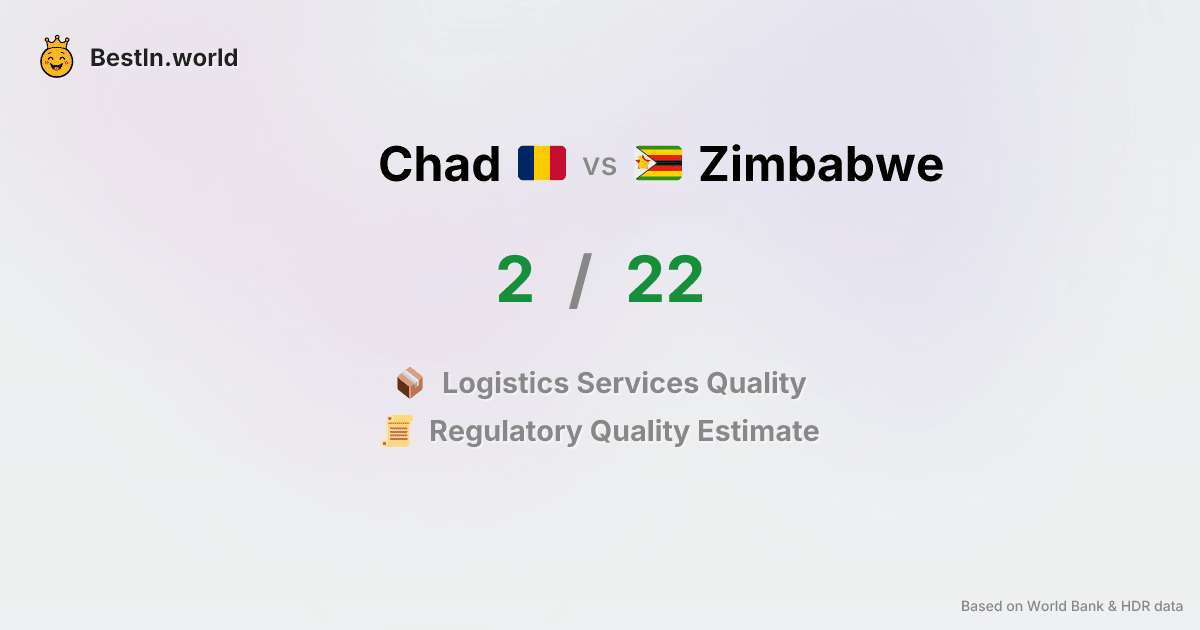 BestIn.world
Chad vs Zimbabwe
2 / 22
Logistics Services Quality
Regulatory Quality Estimate
Based on World Bank & HDR data